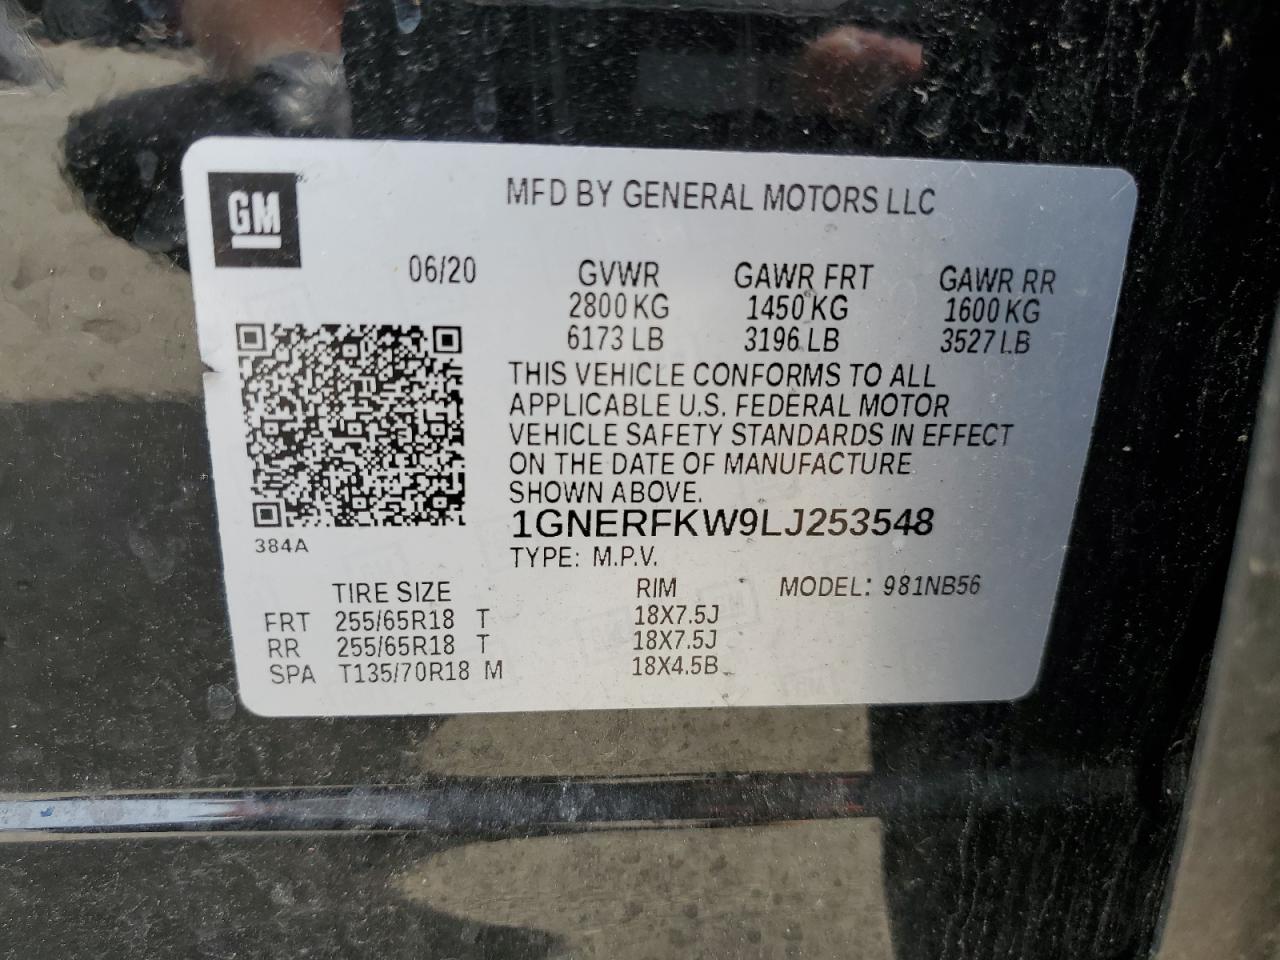 GM
MFD BY GENERAL MOTORS LLC
06/20
GVWR GAWR FRT GAWR RR
2800 KG 1450 KG 1600 KG
6173 LB 3196 LB 3527 LB
THIS VEHICLE CONFORMS TO ALL
APPLICABLE U.S. FEDERAL MOTOR
VEHICLE SAFETY STANDARDS IN EFFECT
ON THE DATE OF MANUFACTURE
SHOWN ABOVE.
1GNERFKW9LJ253548
384A
TYPE: M.P.V.
TIRE SIZE RIM MODEL: 981NB56
FRT 255/65R18 T 18X7.5J
RR 255/65R18 T 18X7.5J
SPA T135/70R18 M 18X4.5B